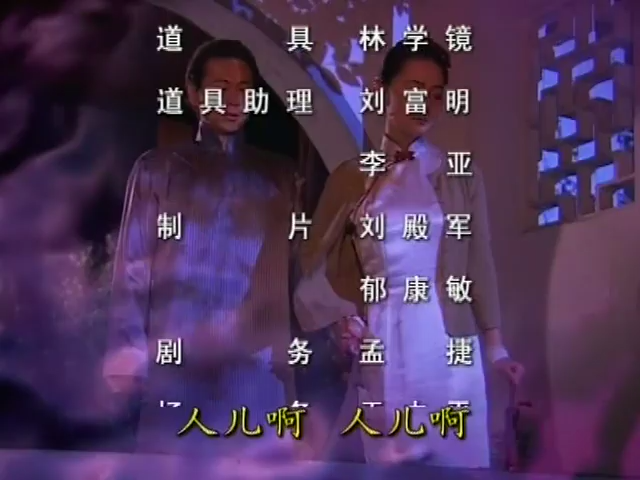 道具 林学镜
道具助理 刘富明
李亚
制片 刘殿军
郁康敏
剧务 孟捷
人儿啊 人儿啊